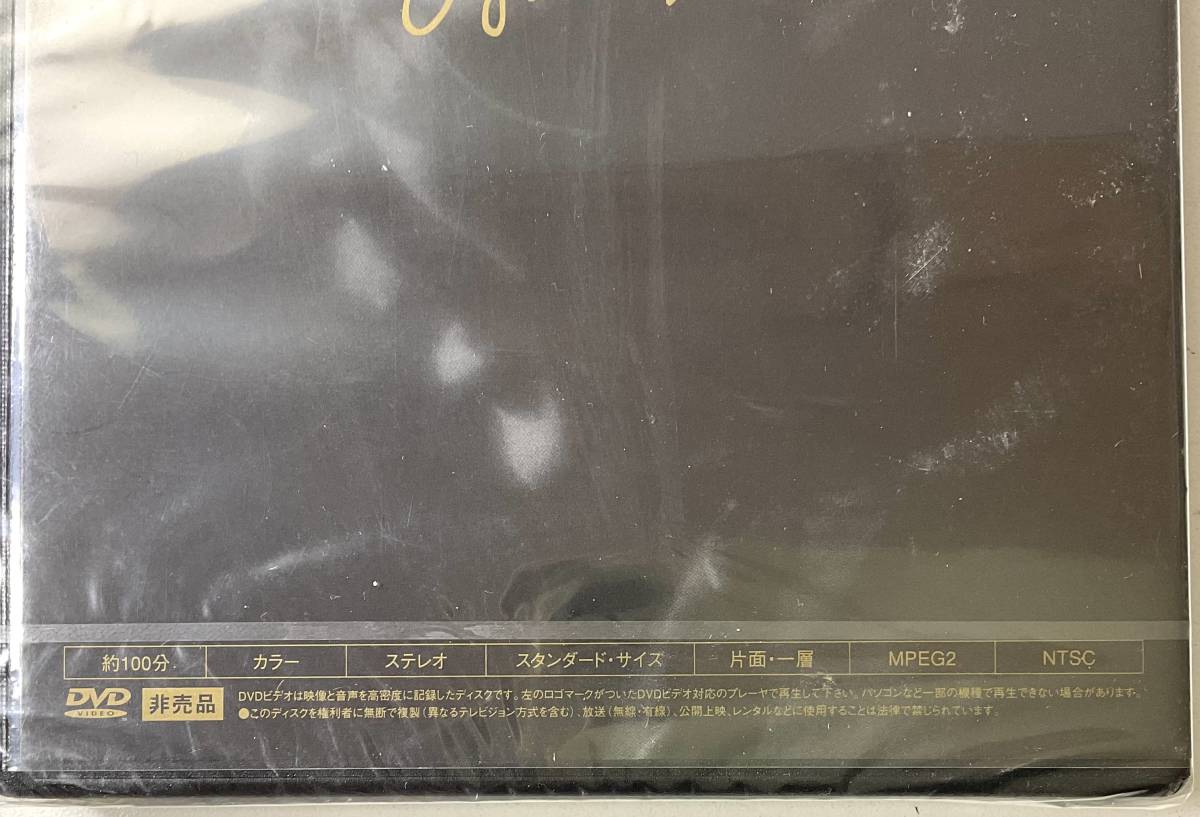 約100分
カラー
ステレオ
スタンダード・サイズ
片面・一層
MPEG2
NTSC
DVD VIDEO
非売品
DVDビデオは映像と音声を高密度に記録したディスクです。左のロゴマークがついたDVDビデオ対応のプレーヤで再生して下さい。パソコンなど一部の機種で再生できない場合があります。
●このディスクを権利者に無断で複製(異なるテレビジョン方式を含む)、放送(無線・有線)、公開上映、レンタルなどに使用することは法律で禁じられています。